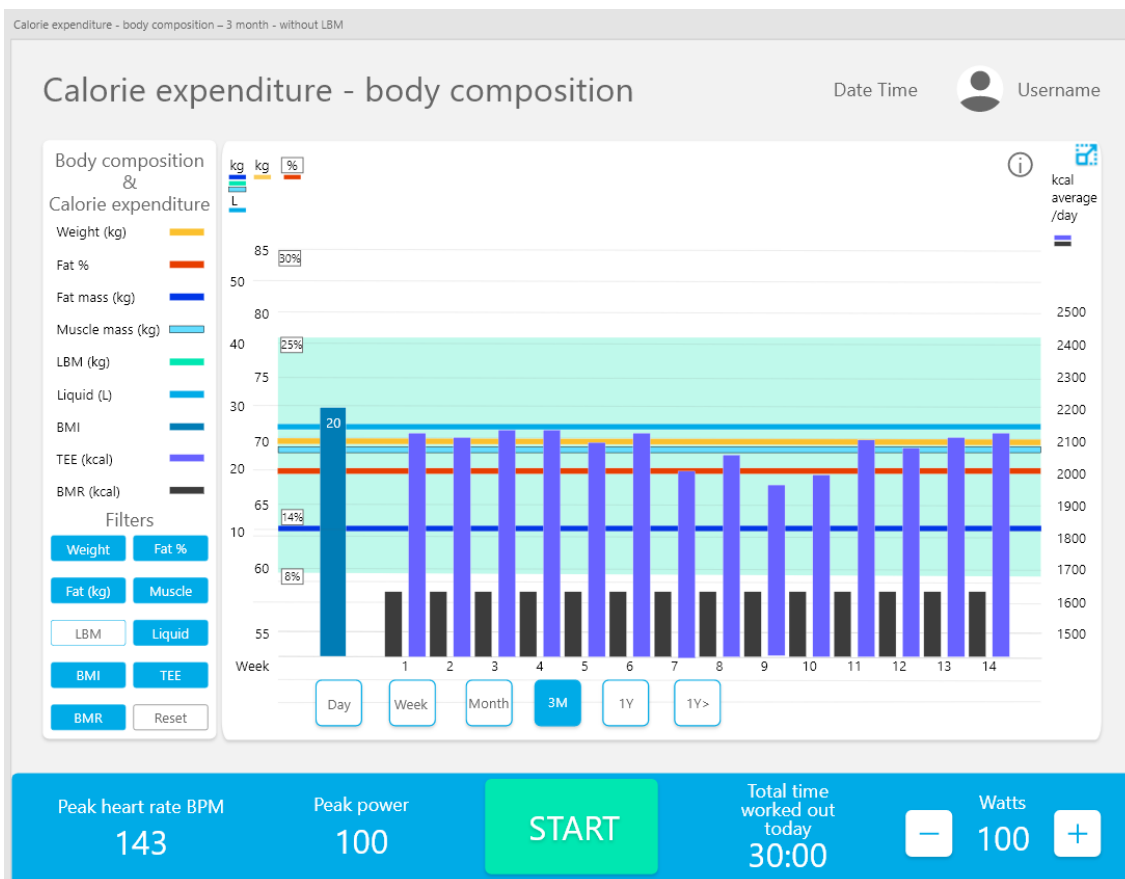 Calorie expenditure - body composition – 3 month - without LBM
Calorie expenditure - body composition
Date Time
Username
Body composition
&
Calorie expenditure
Weight (kg)
Fat %
Fat mass (kg)
Muscle mass (kg)
LBM (kg)
Liquid (L)
BMI
TEE (kcal)
BMR (kcal)
Filters
Weight Fat %
Fat (kg) Muscle
LBM Liquid
BMI TEE
BMR Reset
kg kg %
L
i
kcal
average
/day
85 30%
50
80 2500
40 25% 2400
75 2300
30 2200
20
70 2100
20 2000
65 14% 1900
10 1800
60 8% 1700
1600
55 1500
Week 1 2 3 4 5 6 7 8 9 10 11 12 13 14
Day Week Month 3M 1Y 1Y>
Peak heart rate BPM
143
Peak power
100
START
Total time
worked out
today
30:00
Watts
− 100 +